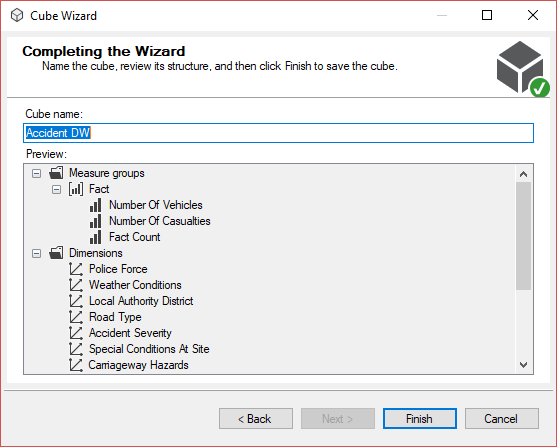 Cube Wizard
Completing the Wizard
Name the cube, review its structure, and then click Finish to save the cube.
Cube name:
Accident DW
Preview:
Measure groups
Fact
Number Of Vehicles
Number Of Casualties
Fact Count
Dimensions
Police Force
Weather Conditions
Local Authority District
Road Type
Accident Severity
Special Conditions At Site
Carriageway Hazards
< Back
Next >
Finish
Cancel